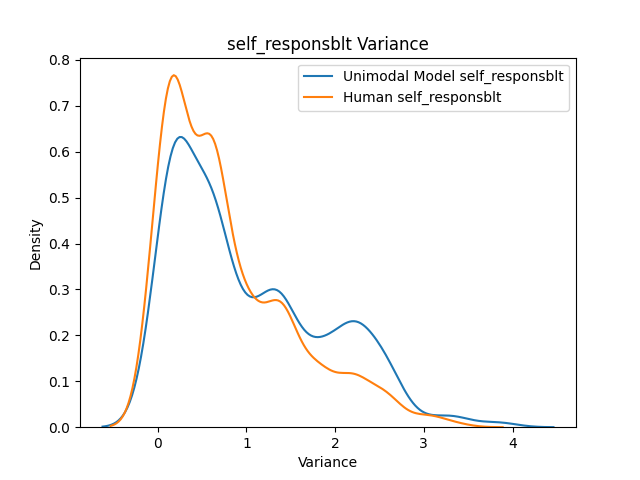 self_responsblt Variance
Unimodal Model self_responsblt
Human self_responsblt
Density
0.8
0.7
0.6
0.5
0.4
0.3
0.2
0.1
0.0
0 1 2 3 4
Variance